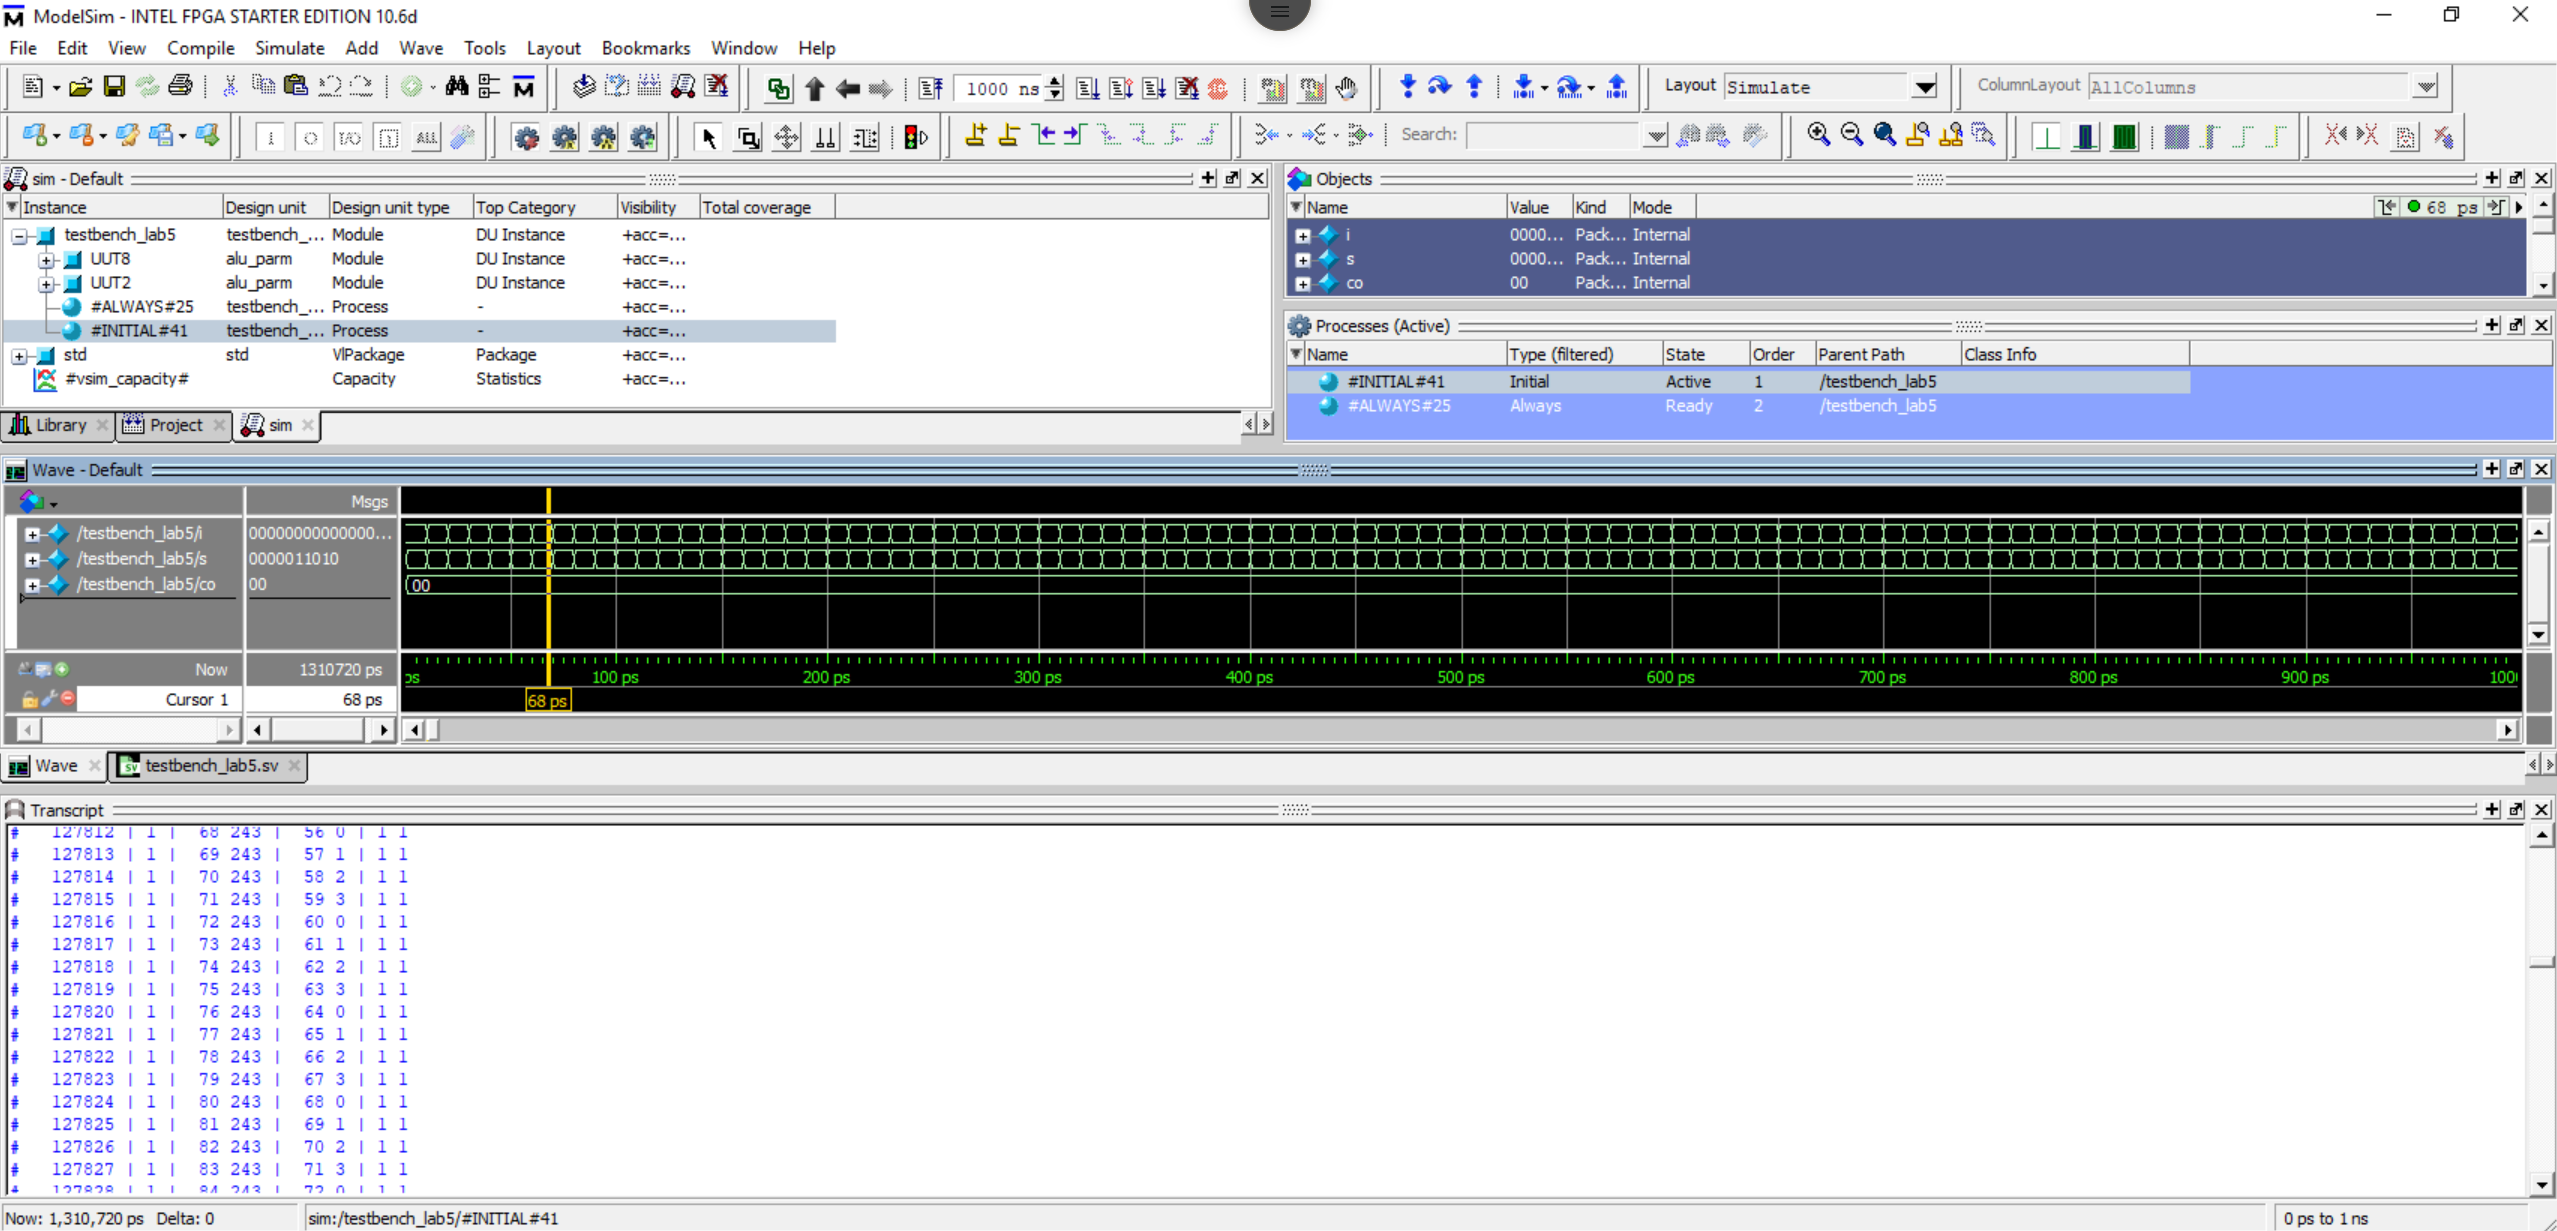 ModelSim - INTEL FPGA STARTER EDITION 10.6d
File Edit View Compile Simulate Add Wave Tools Layout Bookmarks Window Help
1000 ns
Layout Simulate
ColumnLayout AllColumns
Search:
sim - Default
Instance Design unit Design unit type Top Category Visibility Total coverage
testbench_lab5 testbench_... Module DU Instance +acc=...
UUT8 alu_parm Module DU Instance +acc=...
UUT2 alu_parm Module DU Instance +acc=...
#ALWAYS#25 testbench_... Process - +acc=...
#INITIAL#41 testbench_... Process - +acc=...
std std VlPackage Package +acc=...
#vsim_capacity# Capacity Statistics +acc=...
Library Project sim
Objects
Name Value Kind Mode 68 ps
i 0000... Pack... Internal
s 0000... Pack... Internal
co 00 Pack... Internal
Processes (Active)
Name Type (filtered) State Order Parent Path Class Info
#INITIAL#41 Initial Active 1 /testbench_lab5
#ALWAYS#25 Always Ready 2 /testbench_lab5
Wave - Default
Msgs
/testbench_lab5/i 00000000000000...
/testbench_lab5/s 0000011010
/testbench_lab5/co 00 00
Now 1310720 ps
ps 100 ps 200 ps 300 ps 400 ps 500 ps 600 ps 700 ps 800 ps 900 ps 100
Cursor 1 68 ps 68 ps
Wave testbench_lab5.sv
Transcript
# 127812 | 1 | 68 243 | 56 0 | 1 1
# 127813 | 1 | 69 243 | 57 1 | 1 1
# 127814 | 1 | 70 243 | 58 2 | 1 1
# 127815 | 1 | 71 243 | 59 3 | 1 1
# 127816 | 1 | 72 243 | 60 0 | 1 1
# 127817 | 1 | 73 243 | 61 1 | 1 1
# 127818 | 1 | 74 243 | 62 2 | 1 1
# 127819 | 1 | 75 243 | 63 3 | 1 1
# 127820 | 1 | 76 243 | 64 0 | 1 1
# 127821 | 1 | 77 243 | 65 1 | 1 1
# 127822 | 1 | 78 243 | 66 2 | 1 1
# 127823 | 1 | 79 243 | 67 3 | 1 1
# 127824 | 1 | 80 243 | 68 0 | 1 1
# 127825 | 1 | 81 243 | 69 1 | 1 1
# 127826 | 1 | 82 243 | 70 2 | 1 1
# 127827 | 1 | 83 243 | 71 3 | 1 1
# 127828 | 1 | 84 243 | 72 0 | 1 1
Now: 1,310,720 ps Delta: 0 sim:/testbench_lab5/#INITIAL#41 0 ps to 1 ns